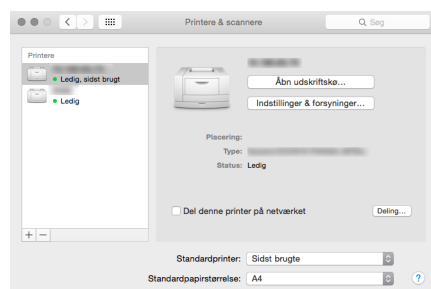 Printere & scannere
Søg
Printere
Ledig, sidst brugt
Ledig
Åbn udskriftskø...
Indstillinger & forsyninger...
Placering:
Type:
Status: Ledig
Del denne printer på netværket
Deling...
+ −
Standardprinter: Sidst brugte
Standardpapirstørrelse: A4
?